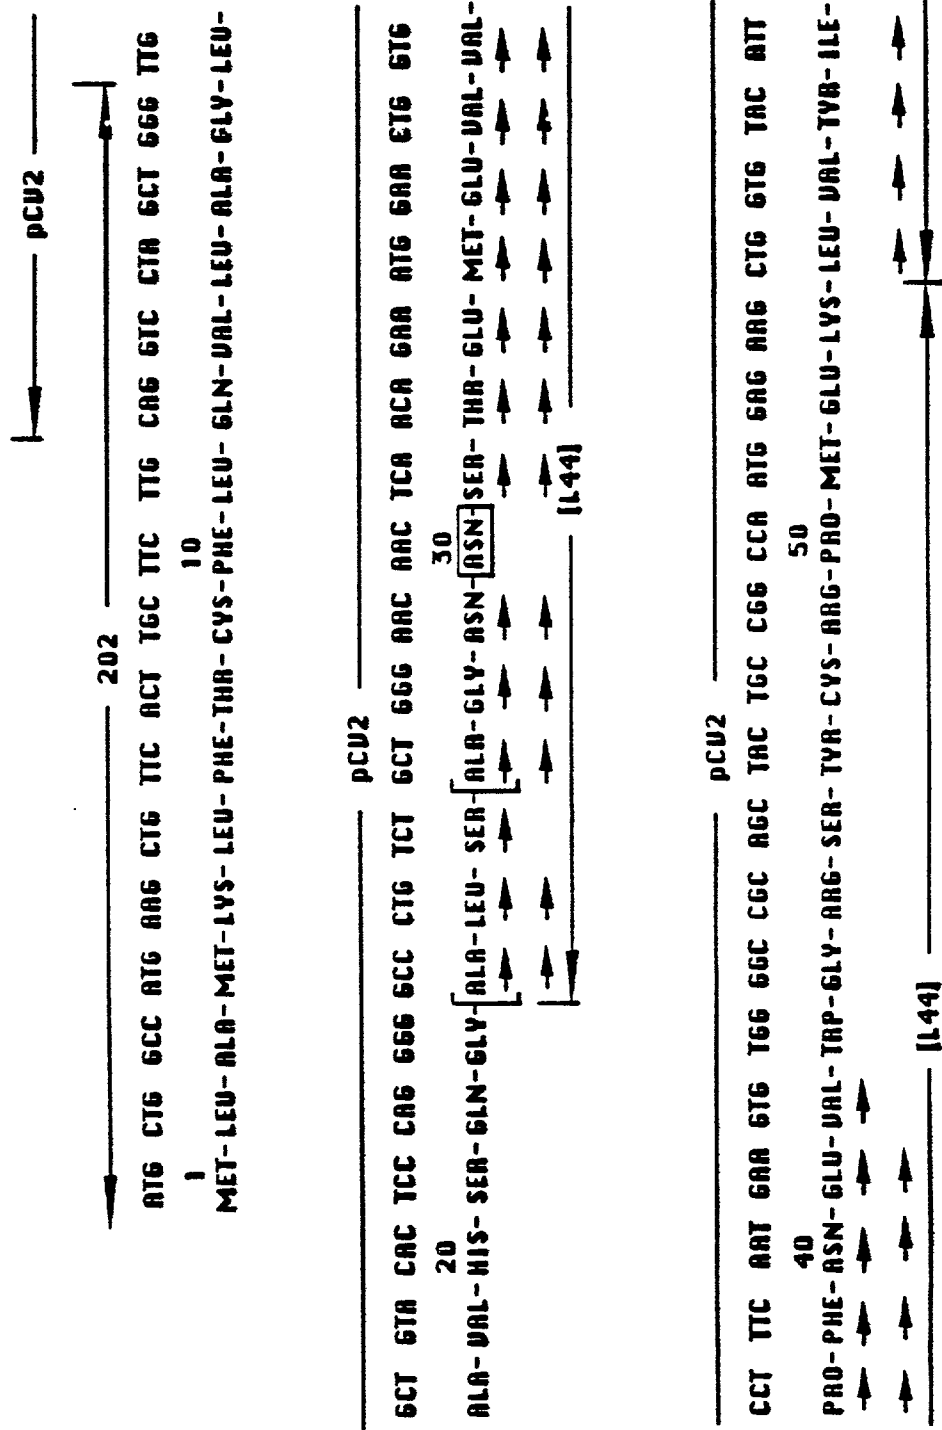 pCV2
202
ATG CTG GCC ATG AAG CTG TTC ACT TGC TTC TTG CAG GTC CTA GCT GGG TTG
1 10
MET-LEU-ALA-MET-LYS-LEU-PHE-THR-CYS-PHE-LEU-GLN-VAL-LEU-ALA-GLY-LEU-
pCV2
GCT GTA CAC TCC CAG GGG GCC CTG TCT GCT GGG AAC AAC TCA ACA GAA ATG GAA GTG GTG
20 30
ALA-VAL-HIS-SER-GLN-GLY-[ALA-LEU-SER-[ALA-GLY-ASN-ASN-SER-THR-GLU-MET-GLU-VAL-VAL-
[L44]
pCV2
CCT TTC AAT GAA GTG TGG GGC CGC AGC TAC TGC CGG CCA ATG GAG AAG CTG GTG TAC ATT
40 50
PRO-PHE-ASN-GLU-VAL-TRP-GLY-ARG-SER-TYR-CYS-ARG-PRO-MET-GLU-LYS-LEU-VAL-TYR-ILE-
[L44]